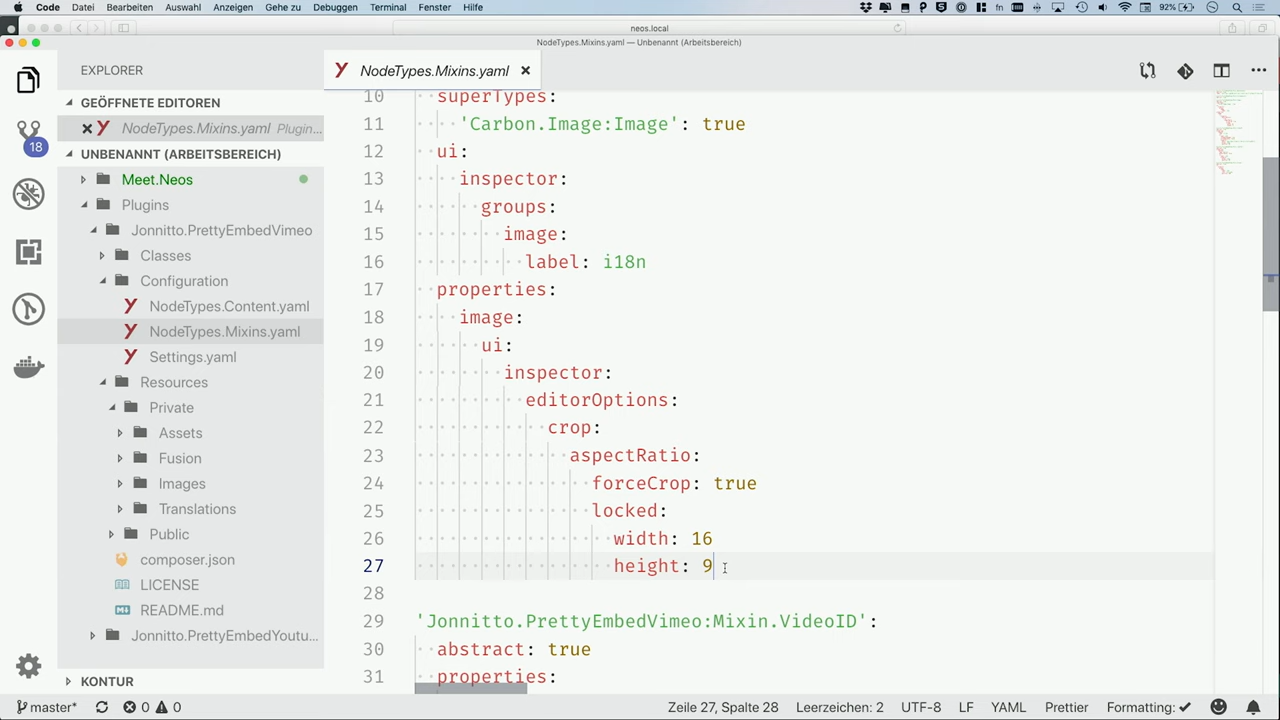 Code Datei Bearbeiten Auswahl Anzeigen Gehe zu Debuggen Terminal Fenster Hilfe
fn
92%
neos.local
NodeTypes.Mixins.yaml — Unbenannt (Arbeitsbereich)
EXPLORER
NodeTypes.Mixins.yaml
GEÖFFNETE EDITOREN
NodeTypes.Mixins.yaml Plugin...
UNBENANNT (ARBEITSBEREICH)
18
Meet.Neos
Plugins
Jonnitto.PrettyEmbedVimeo
Classes
Configuration
NodeTypes.Content.yaml
NodeTypes.Mixins.yaml
Settings.yaml
Resources
Private
Assets
Fusion
Images
Translations
Public
composer.json
LICENSE
README.md
Jonnitto.PrettyEmbedYoutu...
KONTUR
10 superTypes:
11 'Carbon.Image:Image': true
12 ui:
13 inspector:
14 groups:
15 image:
16 label: i18n
17 properties:
18 image:
19 ui:
20 inspector:
21 editorOptions:
22 crop:
23 aspectRatio:
24 forceCrop: true
25 locked:
26 width: 16
27 height: 9
28
29 'Jonnitto.PrettyEmbedVimeo:Mixin.VideoID':
30 abstract: true
31 properties:
master* 0 0 Zeile 27, Spalte 28 Leerzeichen: 2 UTF-8 LF YAML Prettier Formatting: ✓